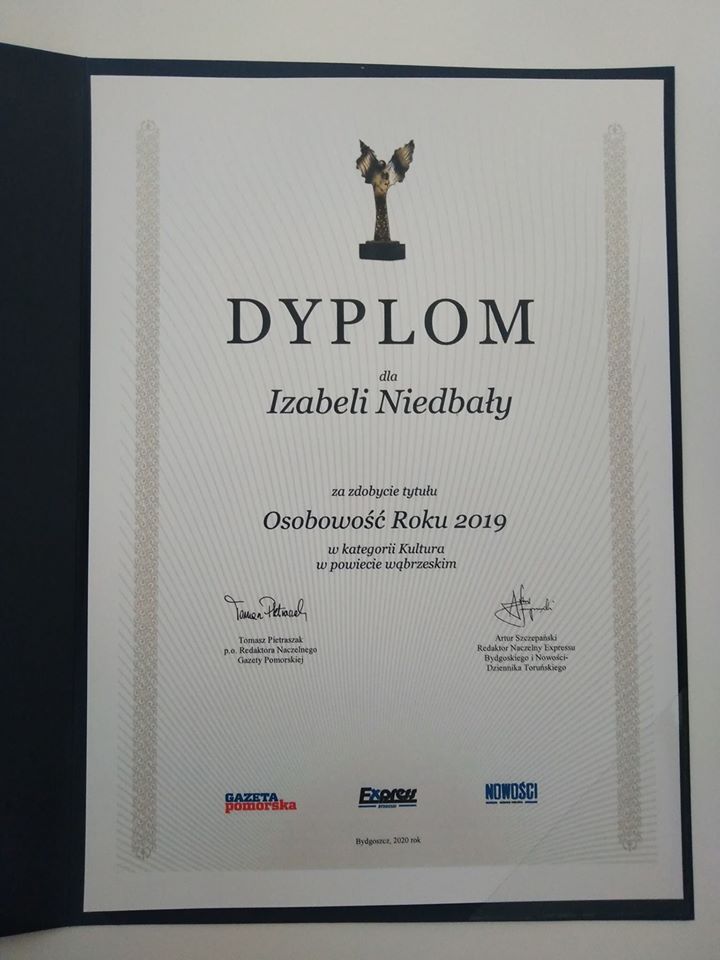 DYPLOM
dla
Izabeli Niedbały
za zdobycie tytułu
Osobowość Roku 2019
w kategorii Kultura
w powiecie wąbrzeskim
Tomasz Pietraszak
p.o. Redaktora Naczelnego
Gazety Pomorskiej
Artur Szczepański
Redaktor Naczelny Expressu
Bydgoskiego i Nowości-
Dziennika Toruńskiego
GAZETA
pomorska
Express
NOWOŚCI
Bydgoszcz, 2020 rok